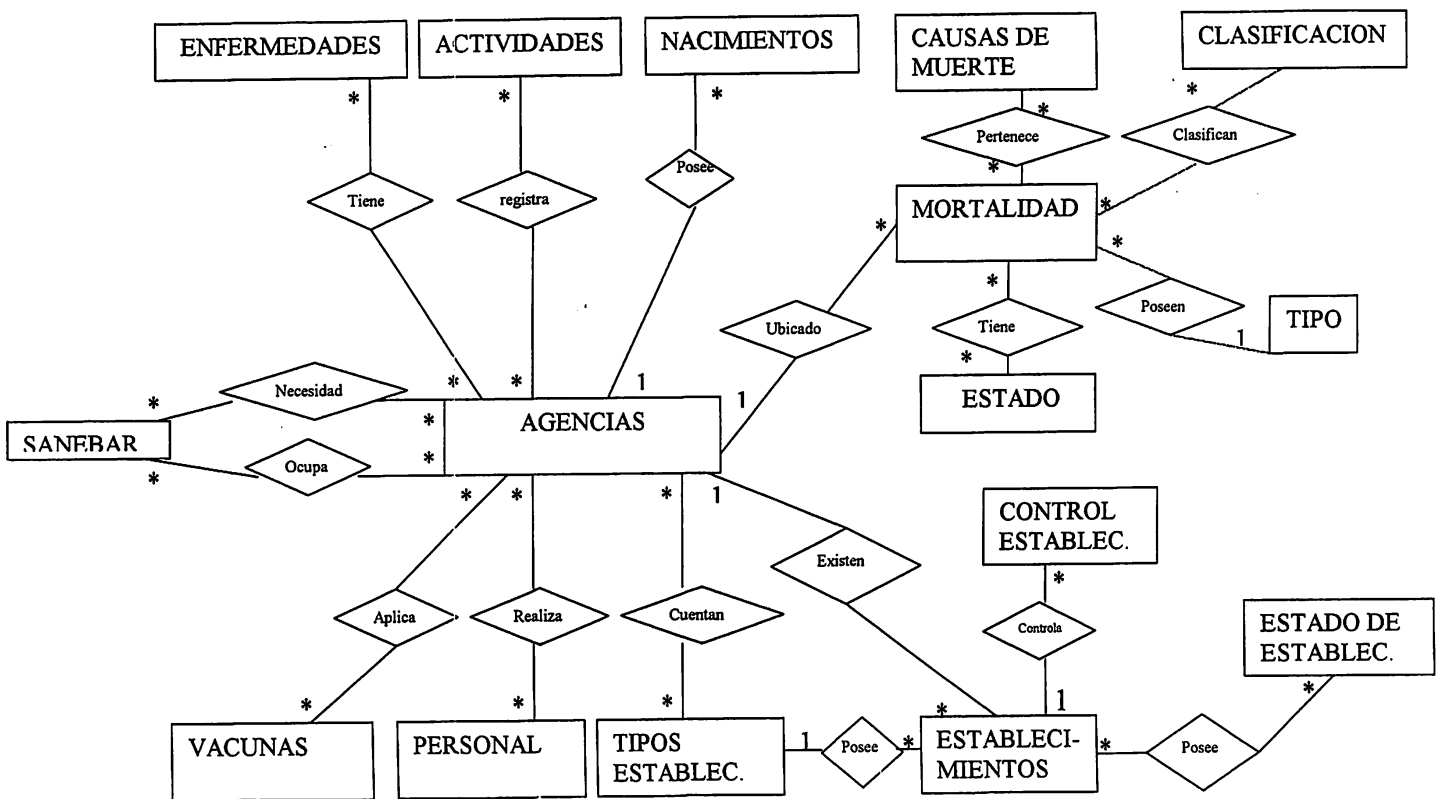 ENFERMEDADES
ACTIVIDADES
NACIMIENTOS
CAUSAS DE
MUERTE
CLASIFICACION
*
*
*
*
*
Pertenece
*
Clasifican
Tiene
registra
Posee
MORTALIDAD
*
*
*
*
Ubicado
Tiene
*
Poseen
1
TIPO
ESTADO
Necesidad
*
*
*
1
1
SANEBAR
*
*
AGENCIAS
*
*
Ocupa
*
*
*
1
CONTROL
ESTABLEC.
*
Existen
Aplica
Realiza
Cuentan
Controla
ESTADO DE
ESTABLEC.
*
*
*
*
*
1
VACUNAS
PERSONAL
TIPOS
ESTABLEC.
1
Posee
*
ESTABLECI-
MIENTOS
*
Posee